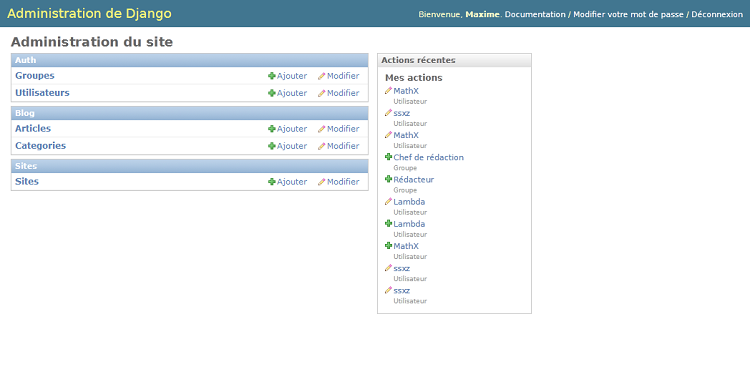 Administration de Django
Bienvenue, Maxime. Documentation / Modifier votre mot de passe / Déconnexion
Administration du site
Auth
Groupes Ajouter Modifier
Utilisateurs Ajouter Modifier
Blog
Articles Ajouter Modifier
Categories Ajouter Modifier
Sites
Sites Ajouter Modifier
Actions récentes
Mes actions
MathX
Utilisateur
ssxz
Utilisateur
MathX
Utilisateur
Chef de rédaction
Groupe
Rédacteur
Groupe
Lambda
Utilisateur
Lambda
Utilisateur
MathX
Utilisateur
ssxz
Utilisateur
ssxz
Utilisateur